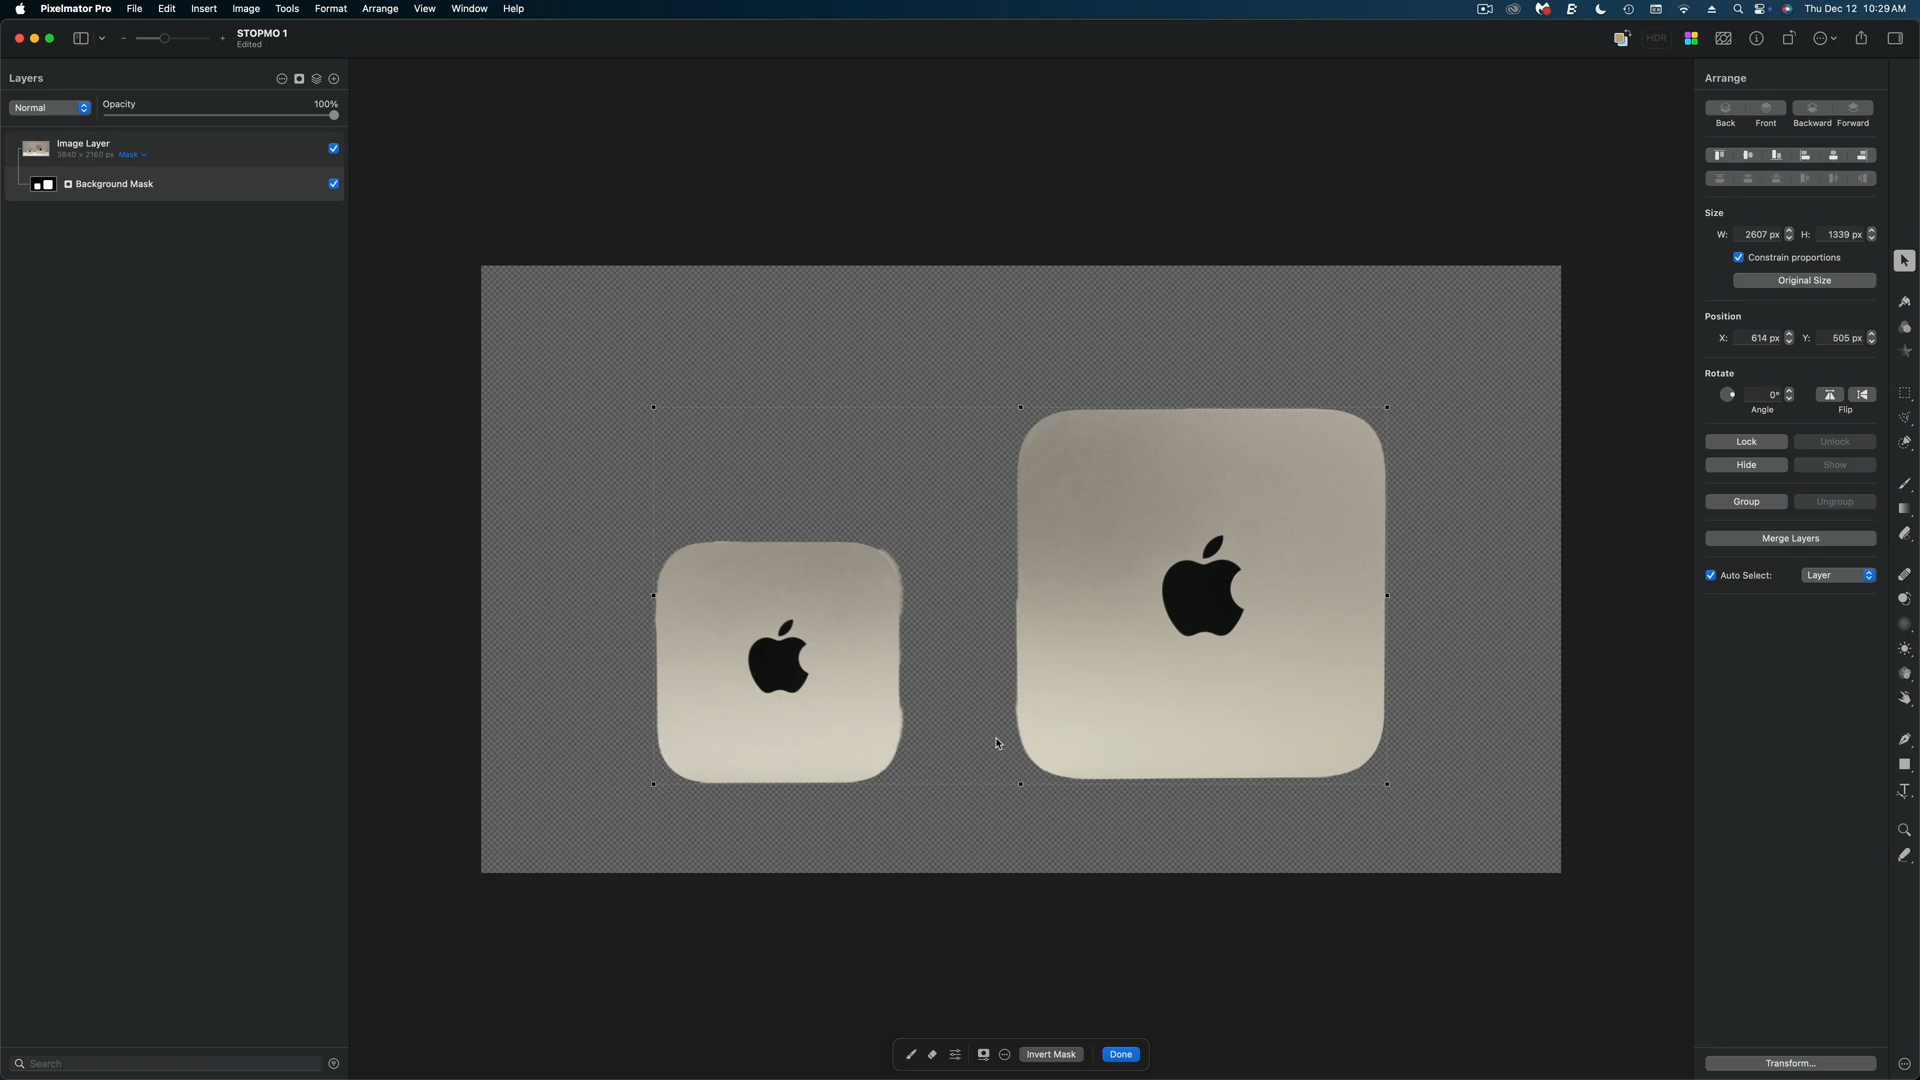 Pixelmator Pro File Edit Insert Image Tools Format Arrange View Window Help
Thu Dec 12 10:29 AM
STOPMO 1
Edited
HDR
Layers
Normal
Opacity 100%
Image Layer
3840 × 2160 px Mask
Background Mask
Search
Invert Mask Done
Arrange
Back Front Backward Forward
Size
W: 2607 px H: 1339 px
Constrain proportions
Original Size
Position
X: 614 px Y: 505 px
Rotate
0°
Angle Flip
Lock Unlock
Hide Show
Group Ungroup
Merge Layers
Auto Select: Layer
Transform...